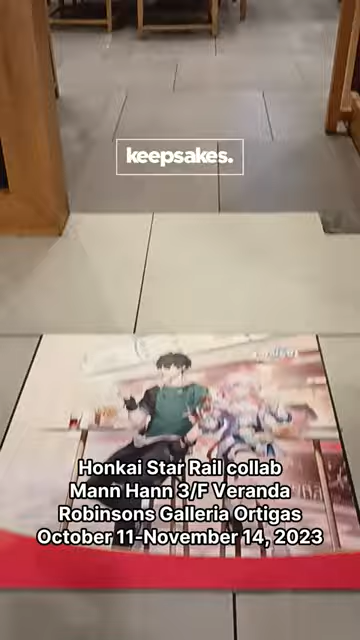 keepsakes.
Honkai Star Rail collab
Mann Hann 3/F Veranda
Robinsons Galleria Ortigas
October 11-November 14, 2023